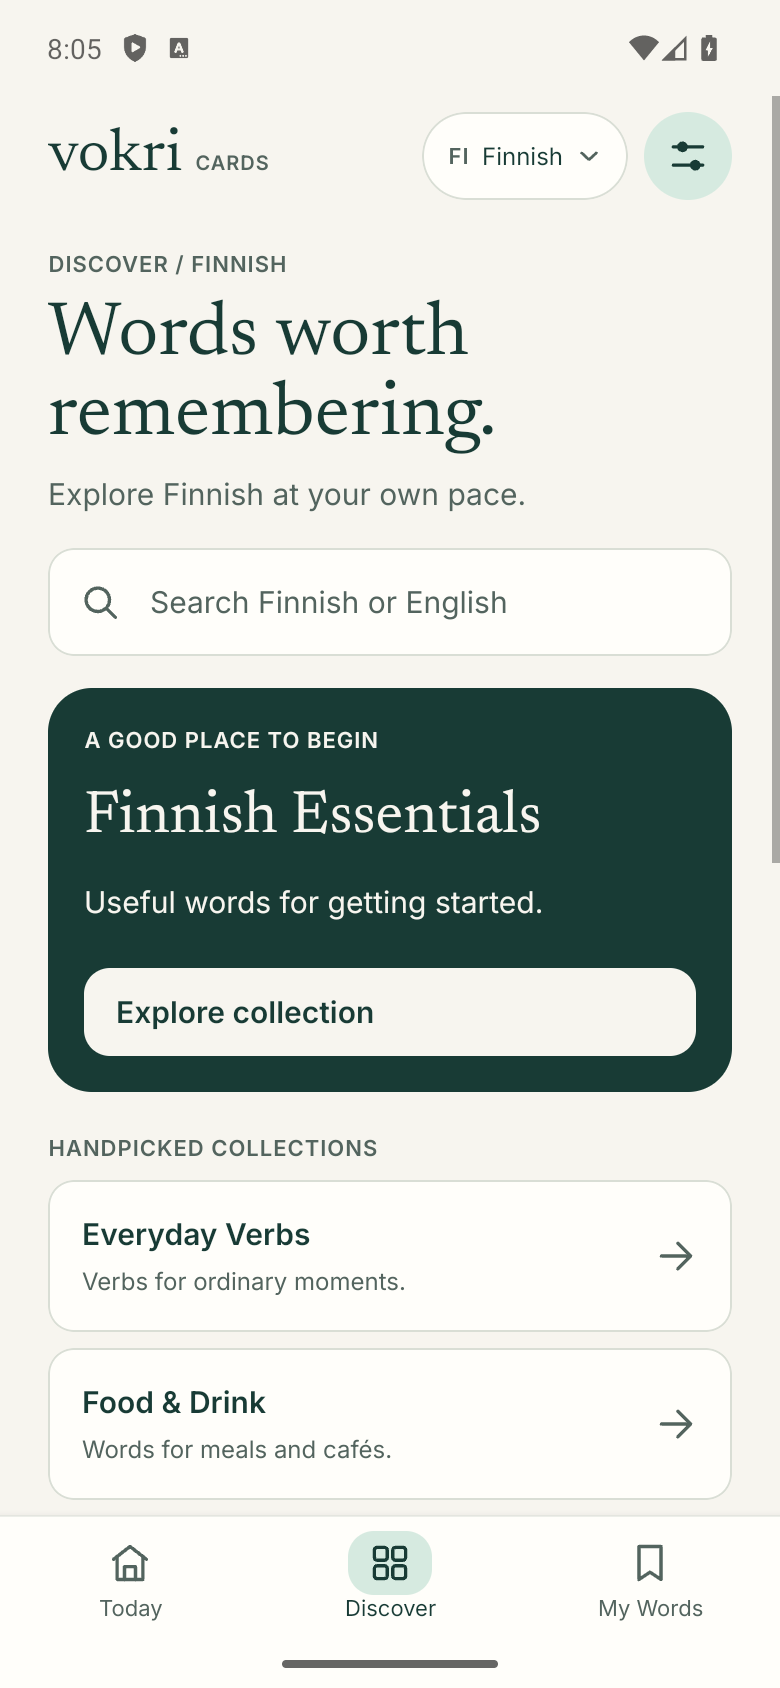 8:05
vokri CARDS
FI Finnish
DISCOVER / FINNISH
Words worth
remembering.
Explore Finnish at your own pace.
Search Finnish or English
A GOOD PLACE TO BEGIN
Finnish Essentials
Useful words for getting started.
Explore collection
HANDPICKED COLLECTIONS
Everyday Verbs
Verbs for ordinary moments.
Food & Drink
Words for meals and cafés.
Today
Discover
My Words